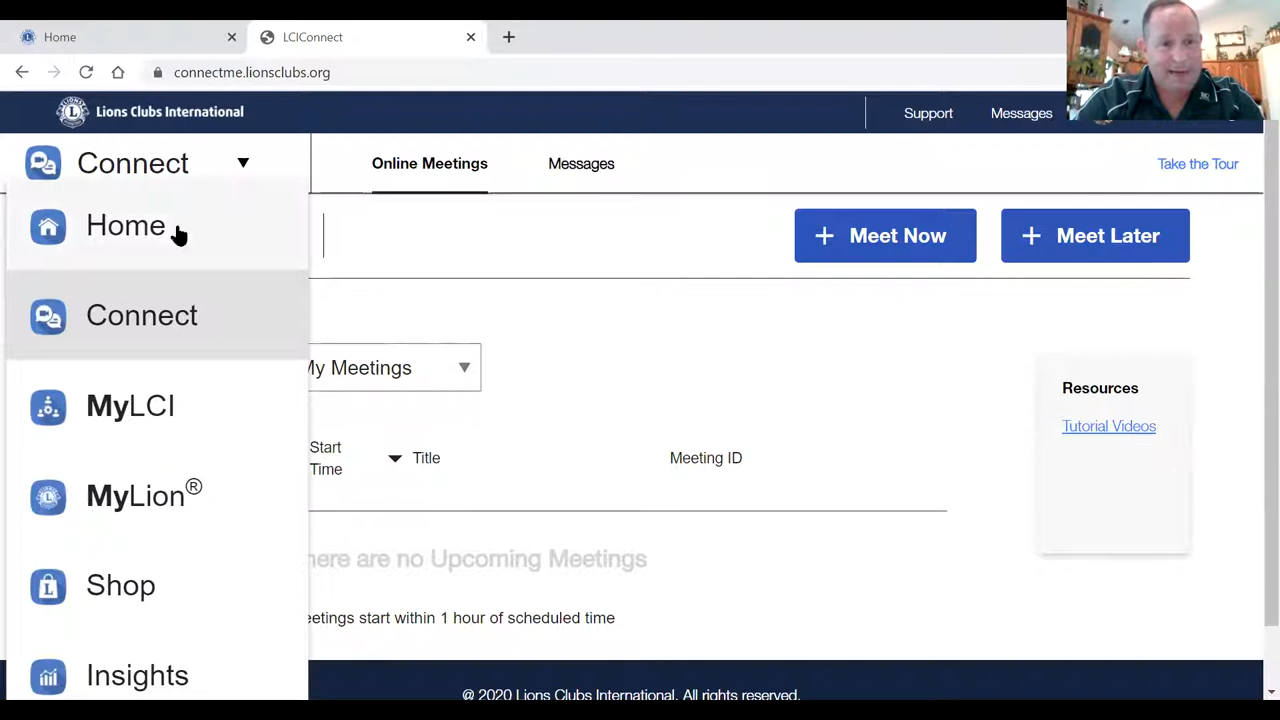 Home
LCIConnect
connectme.lionsclubs.org
Lions Clubs International
Support
Messages
Connect
Online Meetings
Messages
Take the Tour
Home
Meet Now
Meet Later
Connect
My Meetings
Resources
Tutorial Videos
MyLCI
Start
Time
Title
Meeting ID
MyLion®
here are no Upcoming Meetings
Shop
eetings start within 1 hour of scheduled time
Insights
@ 2020 Lions Clubs International. All rights reserved.